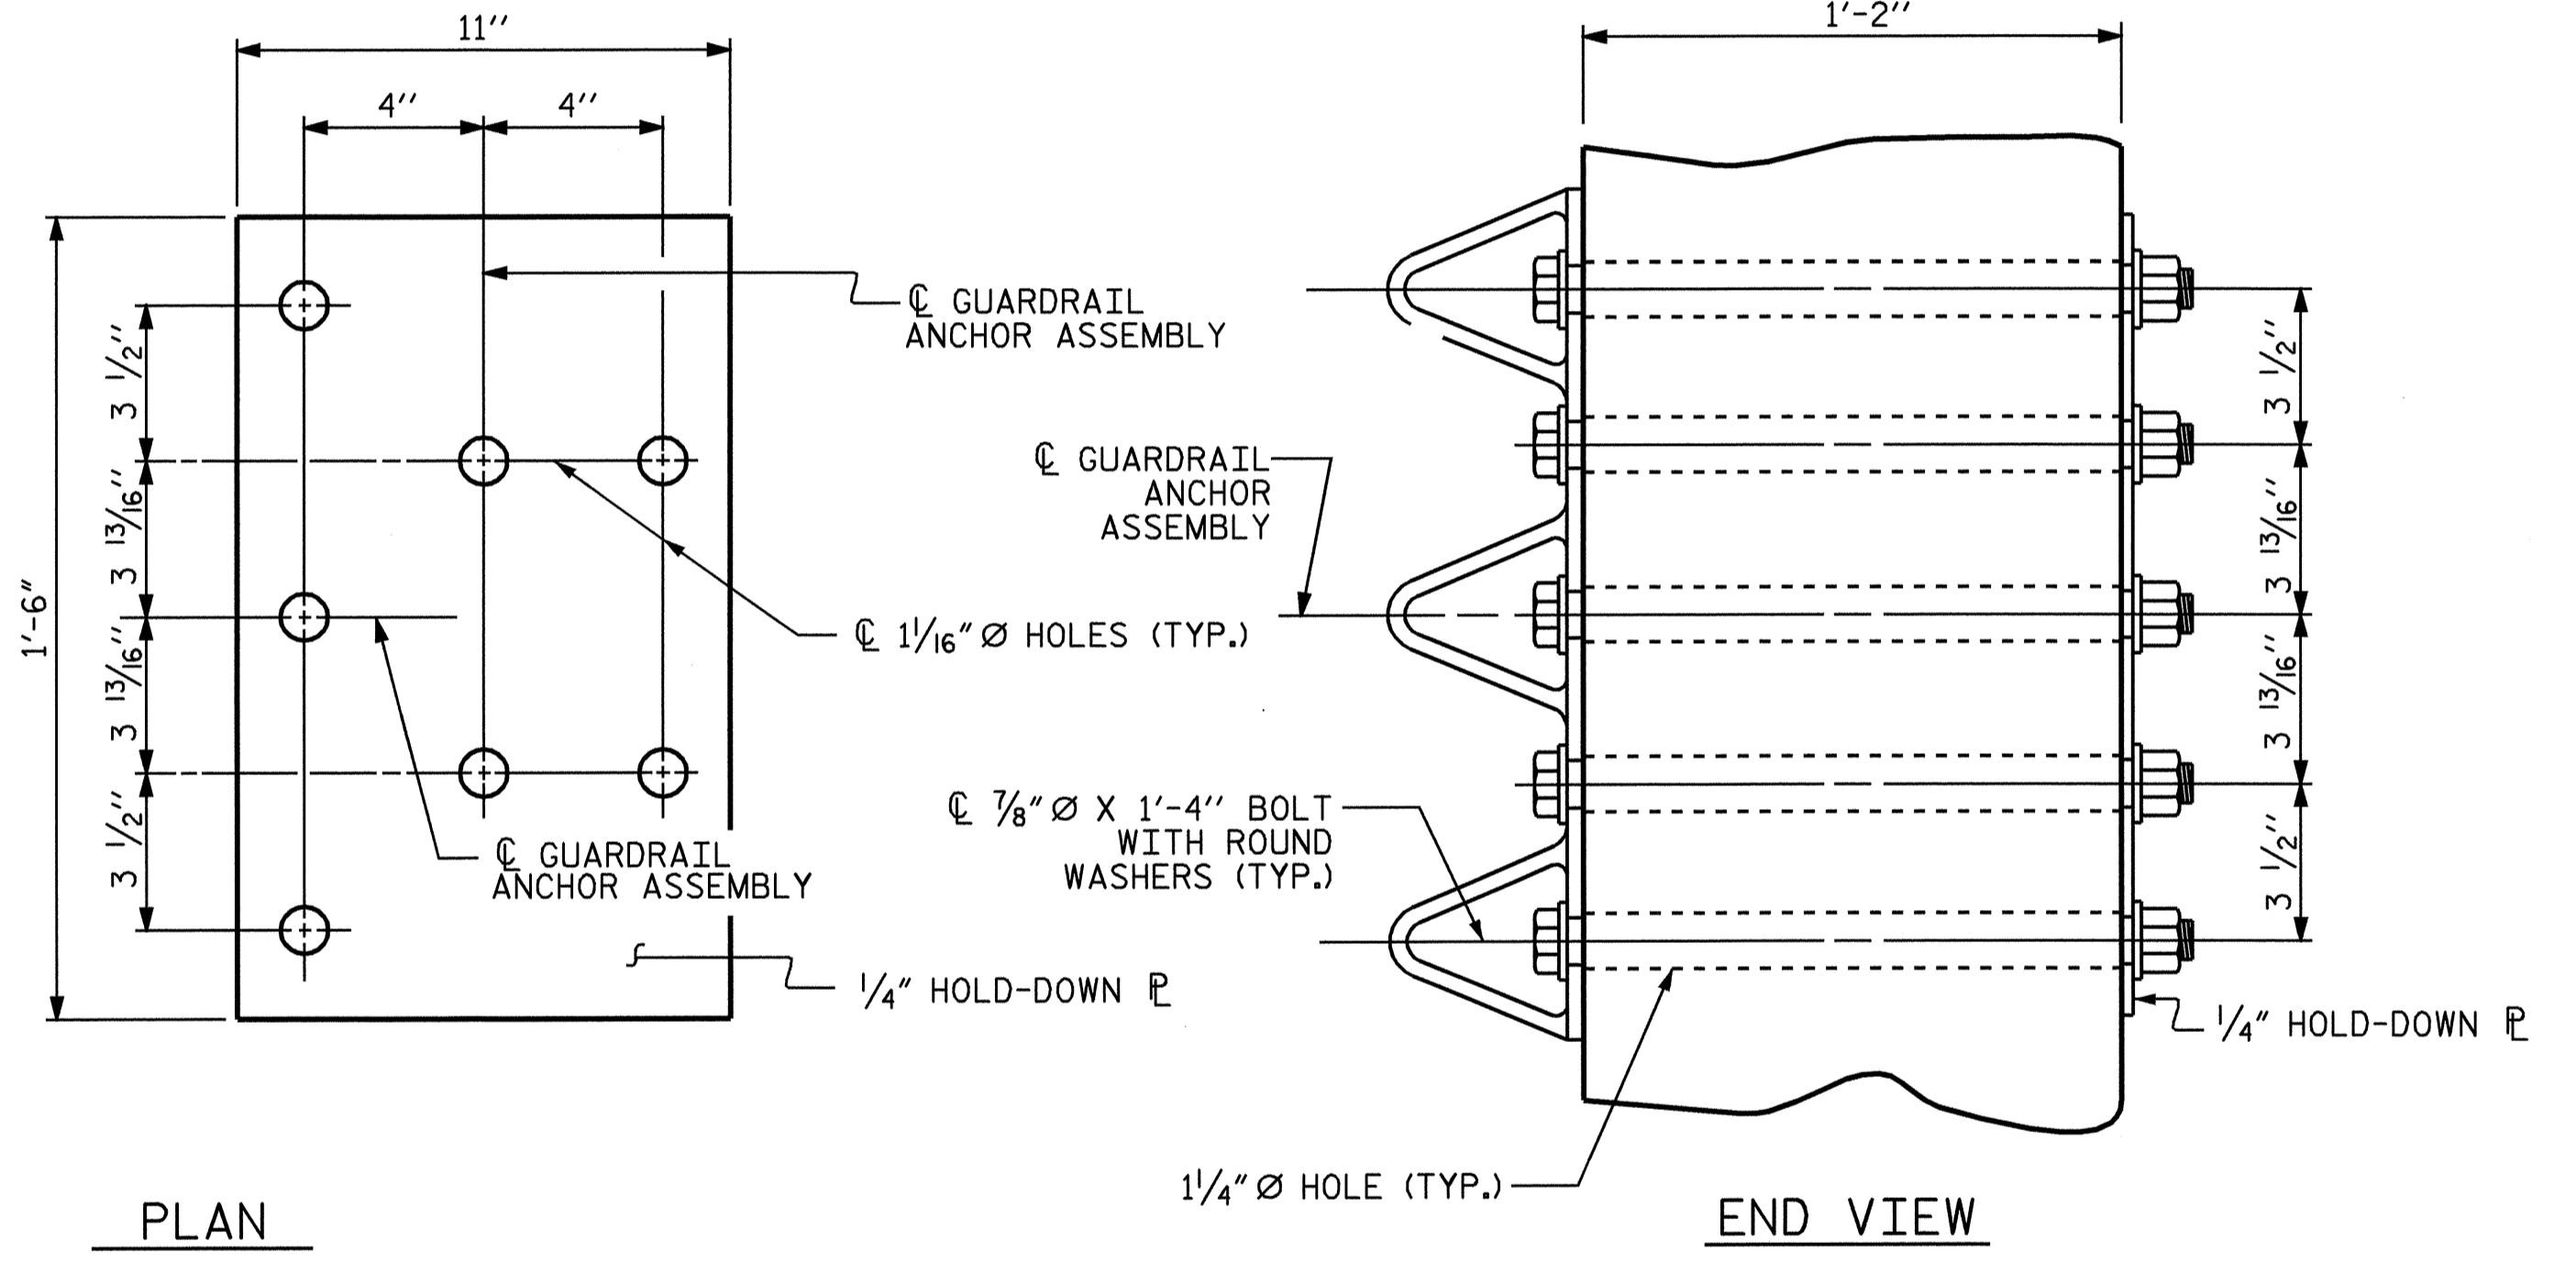 11"
4"
4"
1'-6"
3 1/2"
3 13/16"
3 13/16"
3 1/2"
℄ GUARDRAIL
ANCHOR ASSEMBLY
℄ 1 1/16" Ø HOLES (TYP.)
℄ GUARDRAIL
ANCHOR ASSEMBLY
1/4" HOLD-DOWN PL
PLAN
1'-2"
℄ GUARDRAIL
ANCHOR
ASSEMBLY
℄ 7/8" Ø X 1'-4" BOLT
WITH ROUND
WASHERS (TYP.)
1 1/4" Ø HOLE (TYP.)
3 1/2"
3 13/16"
3 13/16"
3 1/2"
1/4" HOLD-DOWN PL
END VIEW